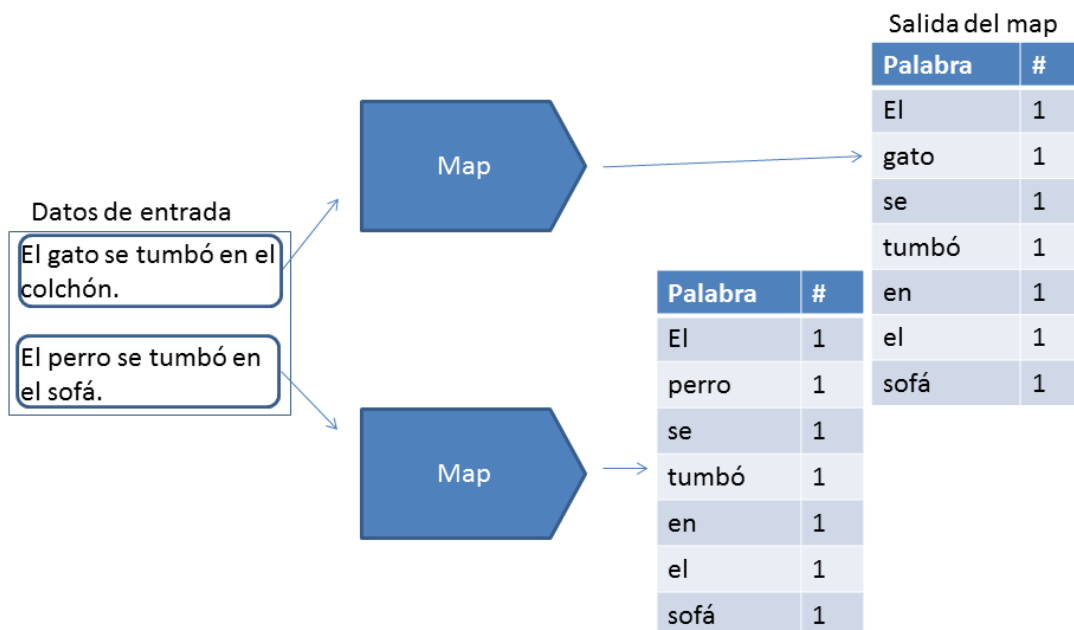 Datos de entrada
El gato se tumbó en el
colchón.
El perro se tumbó en
el sofá.
Map
Map
Salida del map
Palabra #
El 1
gato 1
se 1
tumbó 1
en 1
el 1
sofá 1
Palabra #
El 1
perro 1
se 1
tumbó 1
en 1
el 1
sofá 1